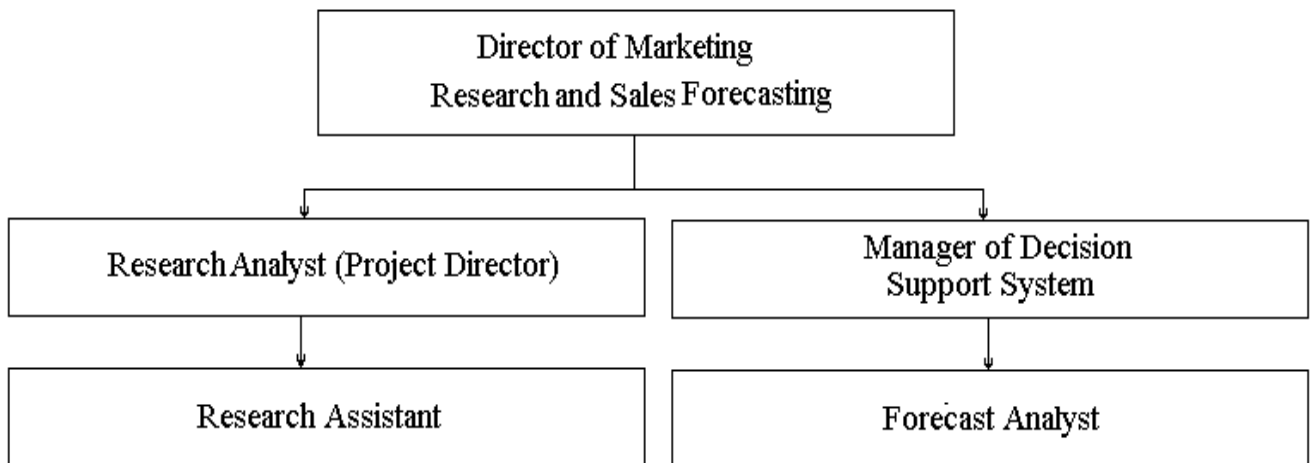 Director of Marketing
Research and Sales Forecasting
Research Analyst (Project Director)
Manager of Decision
Support System
Research Assistant
Forecast Analyst